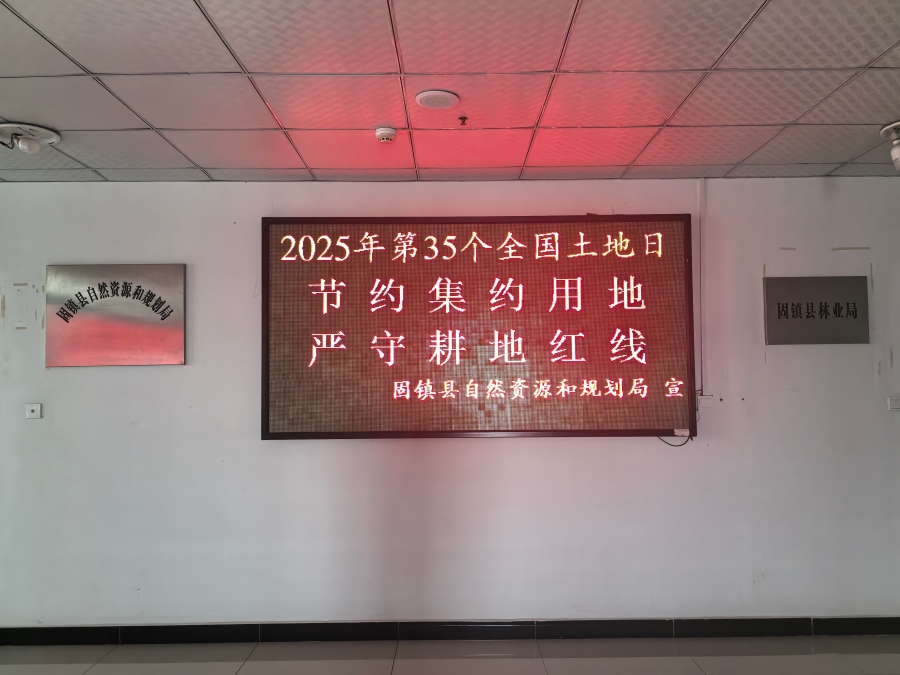 固镇县自然资源和规划局
2025年第35个全国土地日
节约集约用地
严守耕地红线
固镇县自然资源和规划局 宣
固镇县林业局